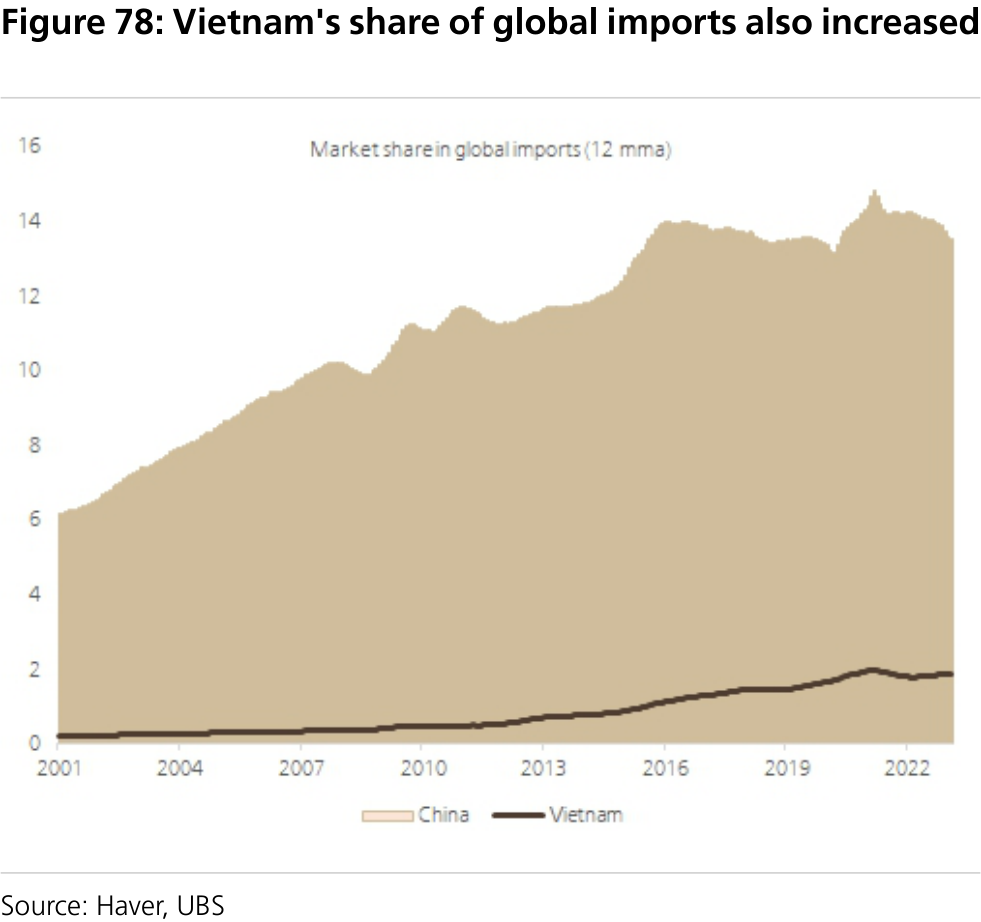 Figure 78: Vietnam's share of global imports also increased
Market share in global imports (12 mma)
16
14
12
10
8
6
4
2
0
2001 2004 2007 2010 2013 2016 2019 2022
China Vietnam
Source: Haver, UBS